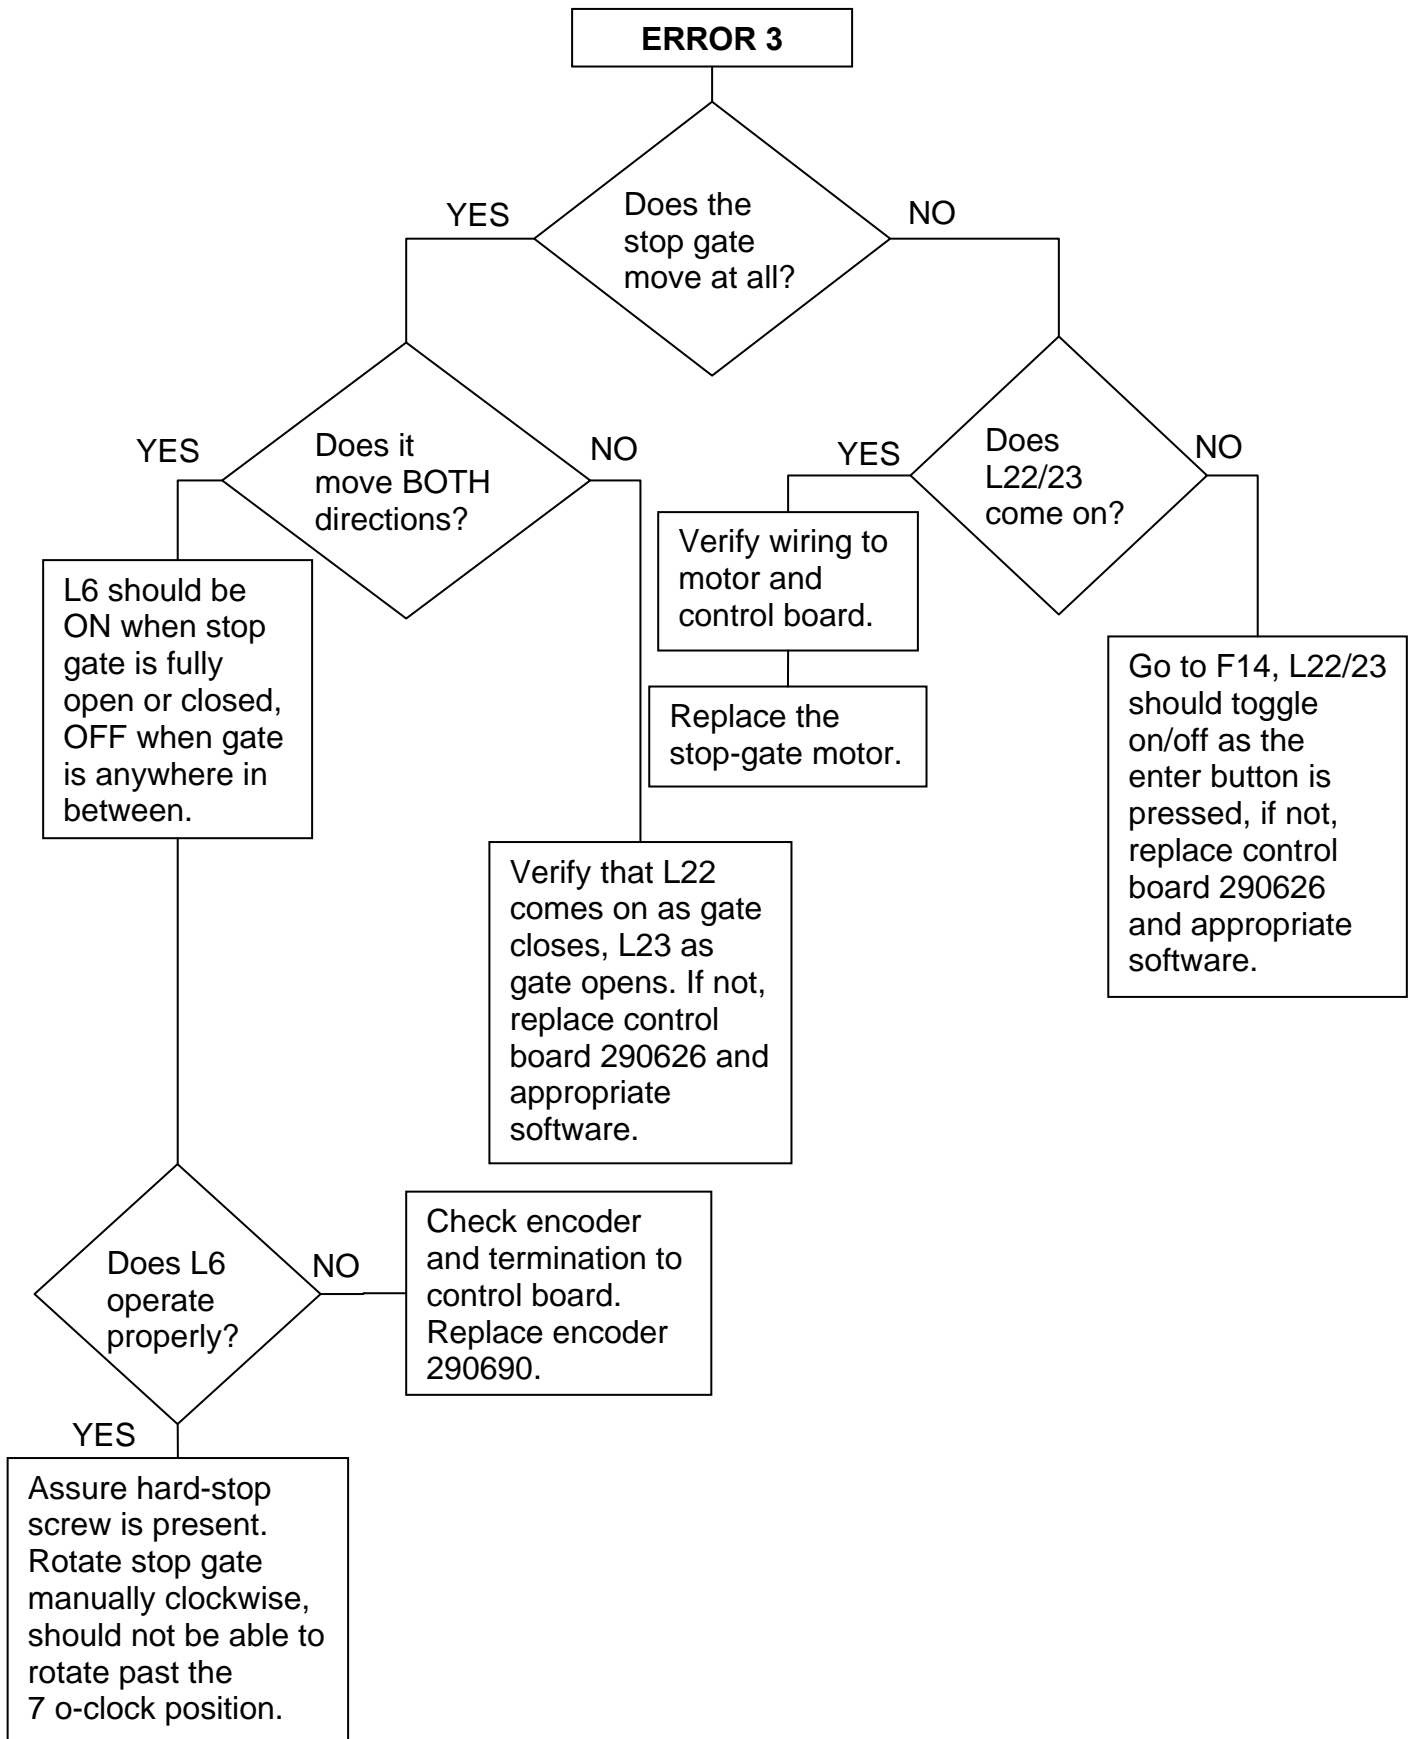 ERROR 3
Does the
stop gate
move at all?
YES
NO
Does it
move BOTH
directions?
YES
NO
Does
L22/23
come on?
YES
NO
L6 should be
ON when stop
gate is fully
open or closed,
OFF when gate
is anywhere in
between.
Verify wiring to
motor and
control board.
Replace the
stop-gate motor.
Go to F14, L22/23
should toggle
on/off as the
enter button is
pressed, if not,
replace control
board 290626
and appropriate
software.
Verify that L22
comes on as gate
closes, L23 as
gate opens. If not,
replace control
board 290626 and
appropriate
software.
Does L6
operate
properly?
NO
Check encoder
and termination to
control board.
Replace encoder
290690.
YES
Assure hard-stop
screw is present.
Rotate stop gate
manually clockwise,
should not be able to
rotate past the
7 o-clock position.